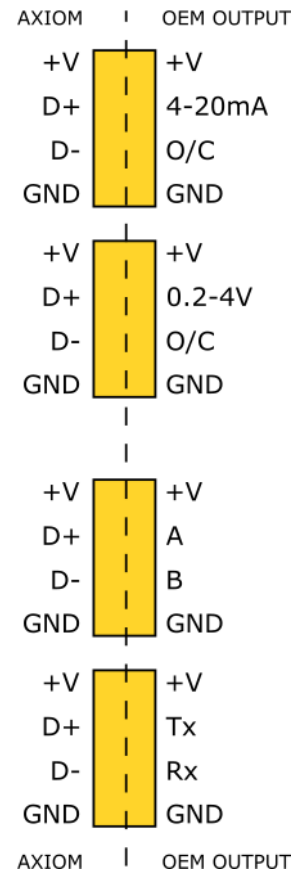 AXIOM OEM OUTPUT
+V +V
D+ 4-20mA
D- O/C
GND GND
+V +V
D+ 0.2-4V
D- O/C
GND GND
+V +V
D+ A
D- B
GND GND
+V +V
D+ Tx
D- Rx
GND GND
AXIOM OEM OUTPUT